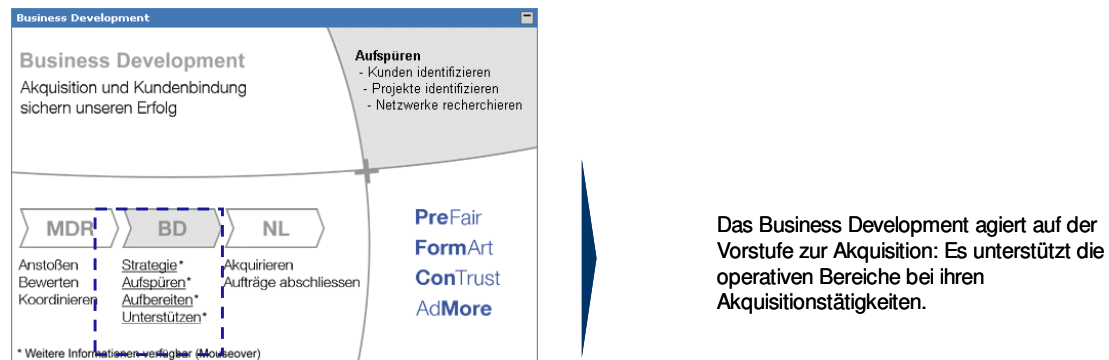 Business Development
Business Development
Akquisition und Kundenbindung
sichern unseren Erfolg
Aufspüren
- Kunden identifizieren
- Projekte identifizieren
- Netzwerke recherchieren
MDR
BD
NL
Anstoßen
Bewerten
Koordinieren
Strategie*
Aufspüren*
Aufbereiten*
Unterstützen*
Akquirieren
Aufträge abschliessen
PreFair
FormArt
ConTrust
AdMore
* Weitere Informationen verfügbar (Mouseover)
Das Business Development agiert auf der
Vorstufe zur Akquisition: Es unterstützt die
operativen Bereiche bei ihren
Akquisitionstätigkeiten.